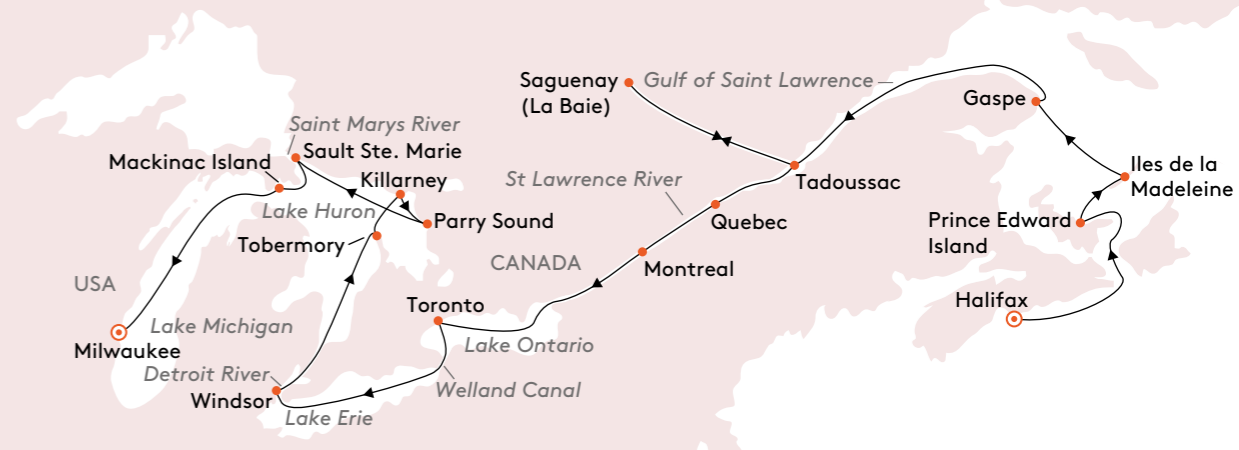 Saguenay
(La Baie)
Gulf of Saint Lawrence
Gaspe
Saint Marys River
Sault Ste. Marie
Mackinac Island
Killarney
Iles de la
Madeleine
St Lawrence River
Tadoussac
Lake Huron
Parry Sound
Quebec
Prince Edward
Island
Tobermory
CANADA
Montreal
USA
Toronto
Halifax
Lake Michigan
Milwaukee
Lake Ontario
Detroit River
Windsor
Welland Canal
Lake Erie